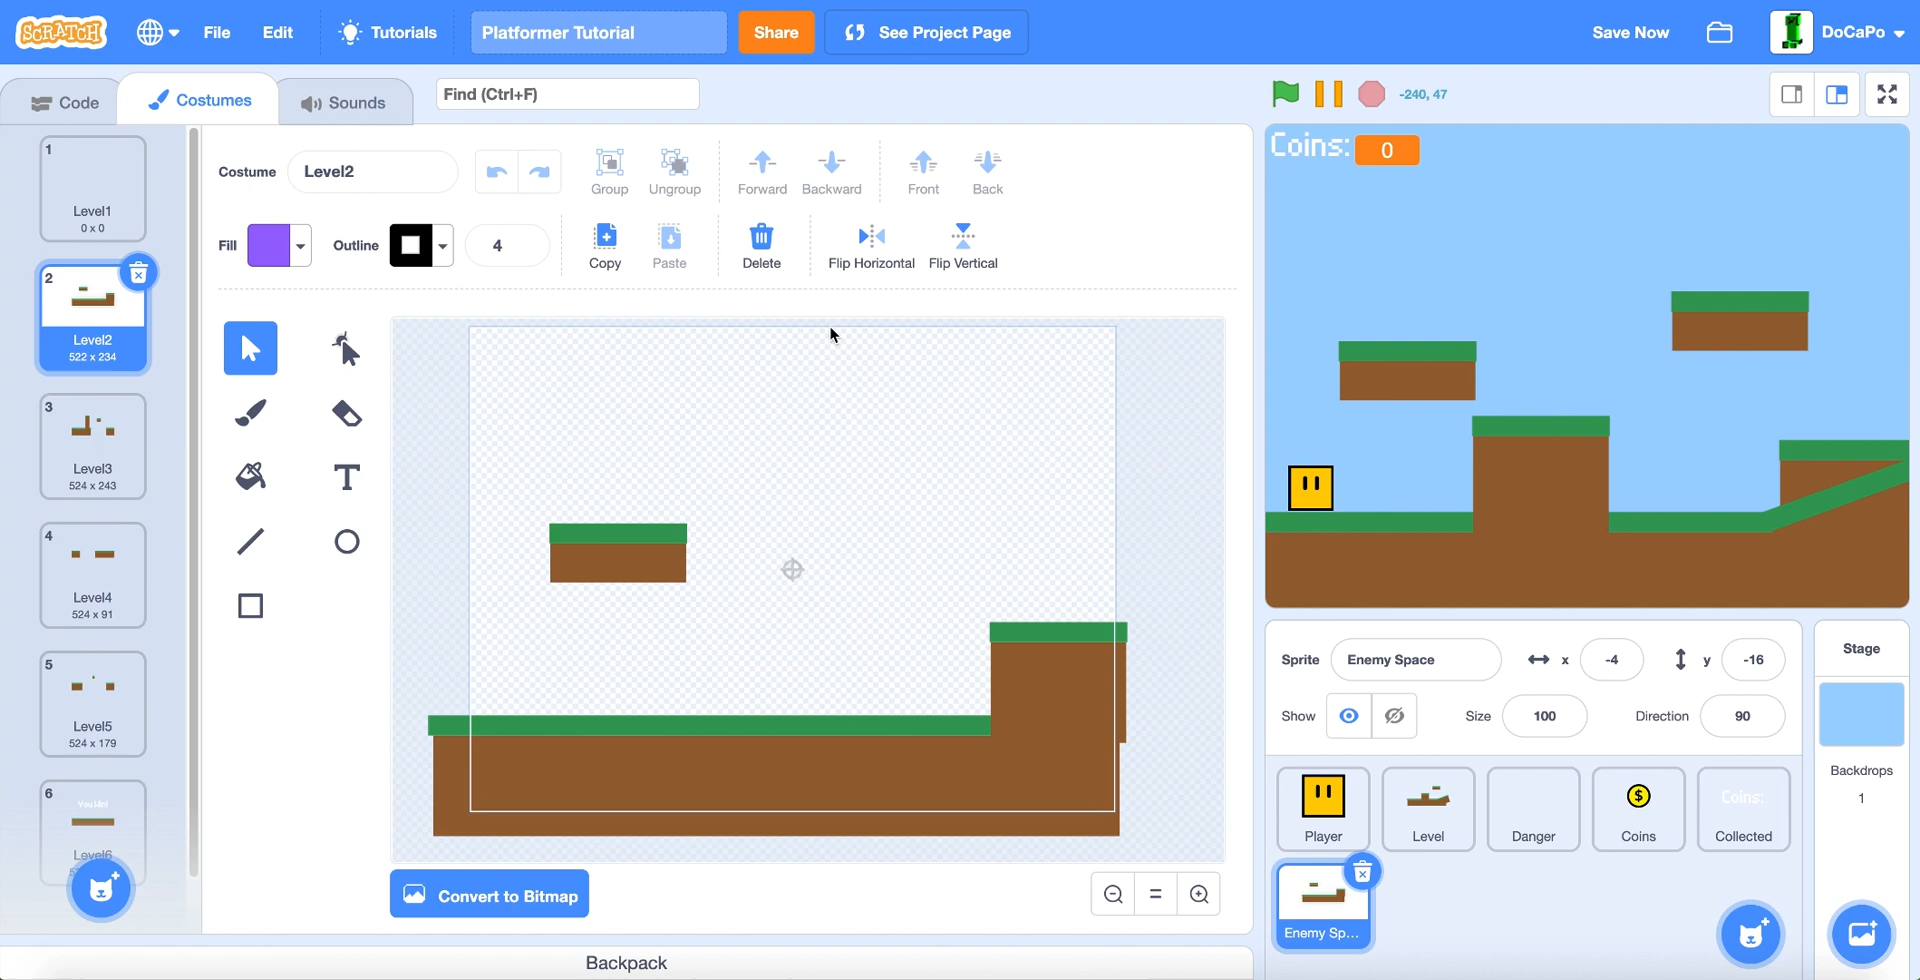 SCRATCH
File
Edit
Tutorials
Platformer Tutorial
Share
See Project Page
Save Now
DoCaPo
Code
Costumes
Sounds
Find (Ctrl+F)
-240, 47
Costume
Level2
Group
Ungroup
Forward
Backward
Front
Back
Fill
Outline
4
Copy
Paste
Delete
Flip Horizontal
Flip Vertical
1
Level1
0 x 0
2
Level2
522 x 234
3
Level3
524 x 243
4
Level4
524 x 91
5
Level5
524 x 179
6
You Win!
Level6
Convert to Bitmap
Backpack
Coins:
0
Sprite
Enemy Space
x
-4
y
-16
Show
Size
100
Direction
90
Player
Level
Danger
$
Coins
Coins:
Collected
Enemy Sp...
Stage
Backdrops
1